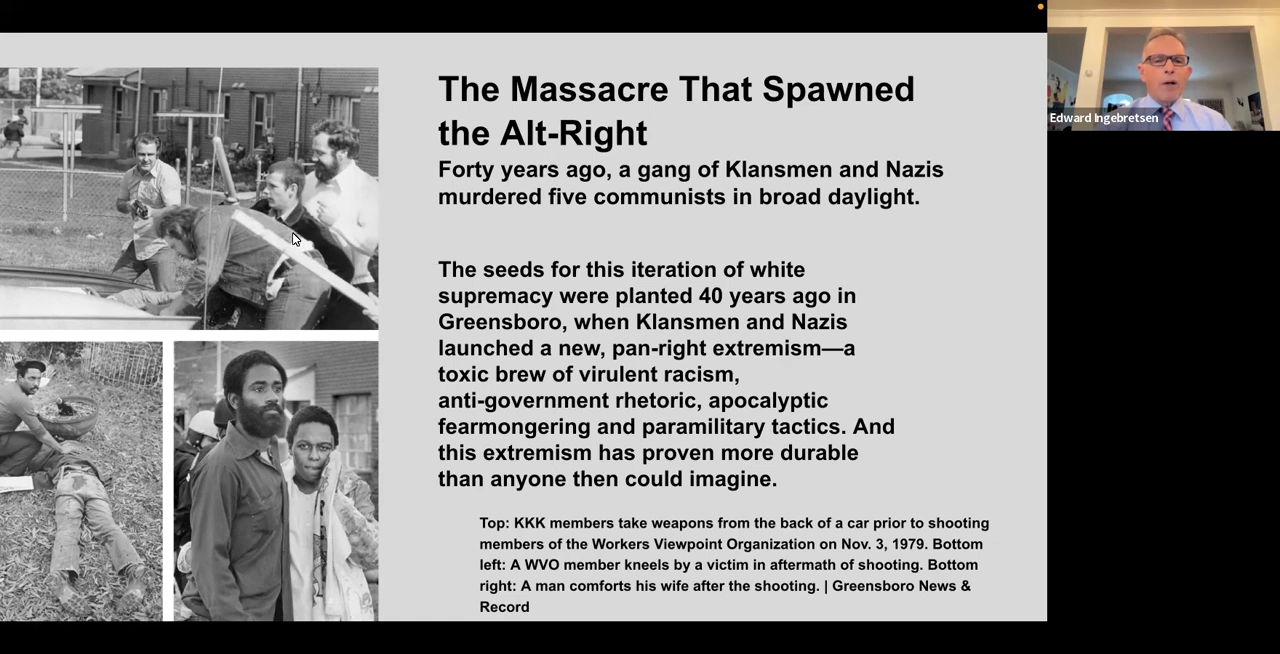 The Massacre That Spawned
the Alt-Right
Forty years ago, a gang of Klansmen and Nazis
murdered five communists in broad daylight.
The seeds for this iteration of white
supremacy were planted 40 years ago in
Greensboro, when Klansmen and Nazis
launched a new, pan-right extremism—a
toxic brew of virulent racism,
anti-government rhetoric, apocalyptic
fearmongering and paramilitary tactics. And
this extremism has proven more durable
than anyone then could imagine.
Top: KKK members take weapons from the back of a car prior to shooting
members of the Workers Viewpoint Organization on Nov. 3, 1979. Bottom
left: A WVO member kneels by a victim in aftermath of shooting. Bottom
right: A man comforts his wife after the shooting. | Greensboro News &
Record
Edward Ingebretsen